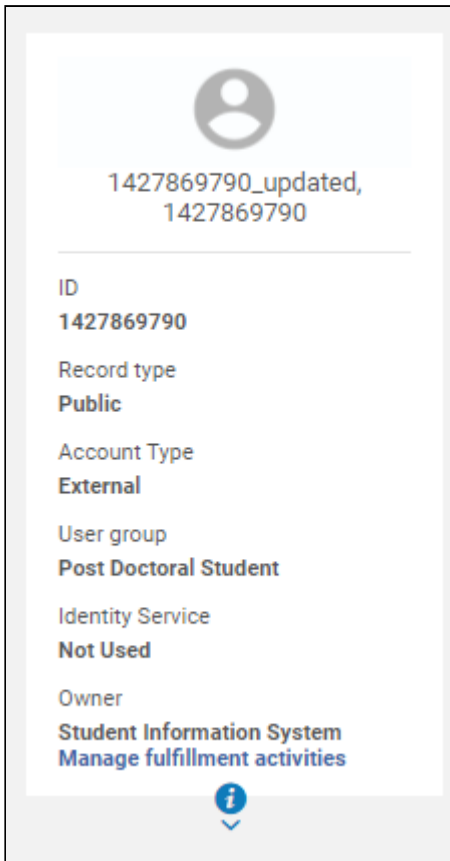 1427869790_updated,
1427869790
ID
1427869790
Record type
Public
Account Type
External
User group
Post Doctoral Student
Identity Service
Not Used
Owner
Student Information System
Manage fulfillment activities
i